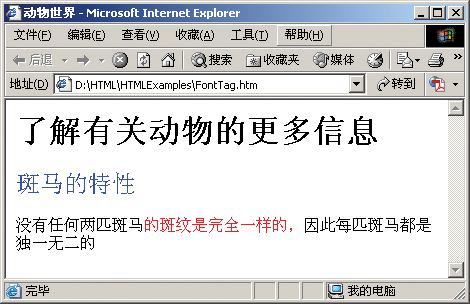 动物世界 - Microsoft Internet Explorer
文件(F) 编辑(E) 查看(V) 收藏(A) 工具(T) 帮助(H)
后退 搜索 收藏夹 媒体 »
地址(D) D:\HTML\HTMLExamples\FontTag.htm 转到 »
了解有关动物的更多信息
斑马的特性
没有任何两匹斑马的斑纹是完全一样的，因此每匹斑马都是
独一无二的
完毕 我的电脑